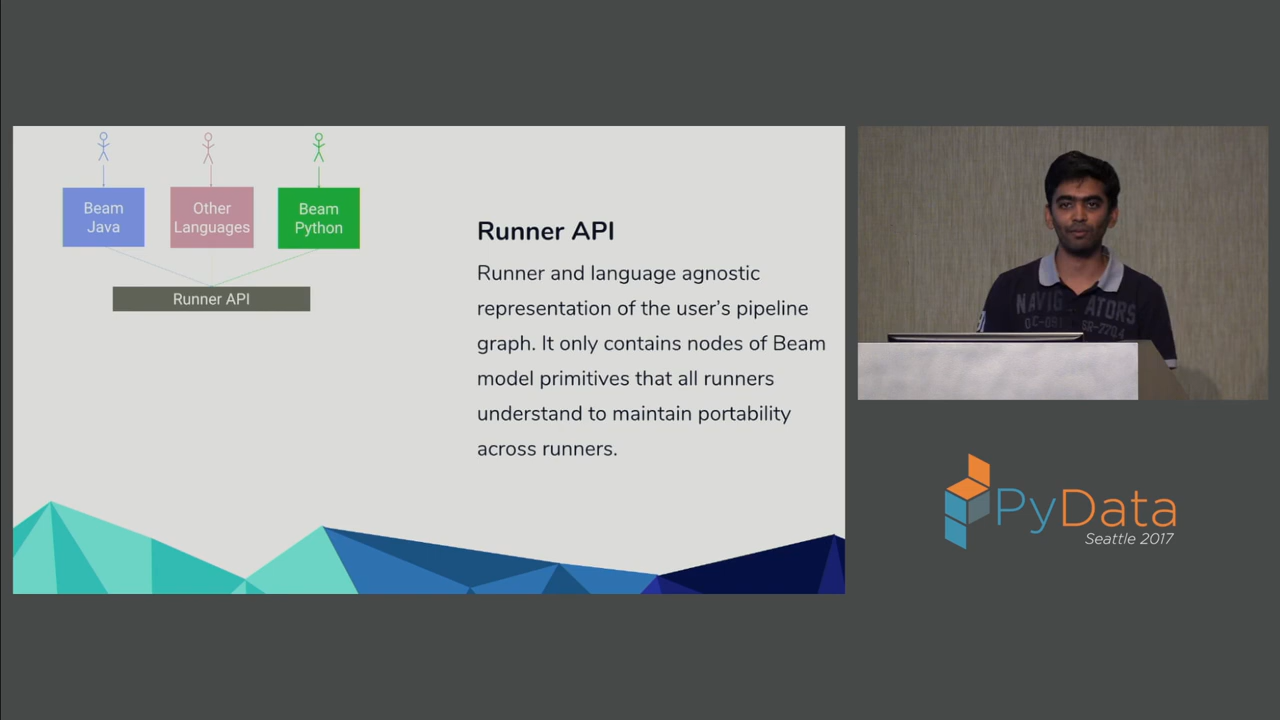 Beam
Java
Other
Languages
Beam
Python
Runner API
Runner API
Runner and language agnostic
representation of the user's pipeline
graph. It only contains nodes of Beam
model primitives that all runners
understand to maintain portability
across runners.
NAVIG ATORS
PyData
Seattle 2017